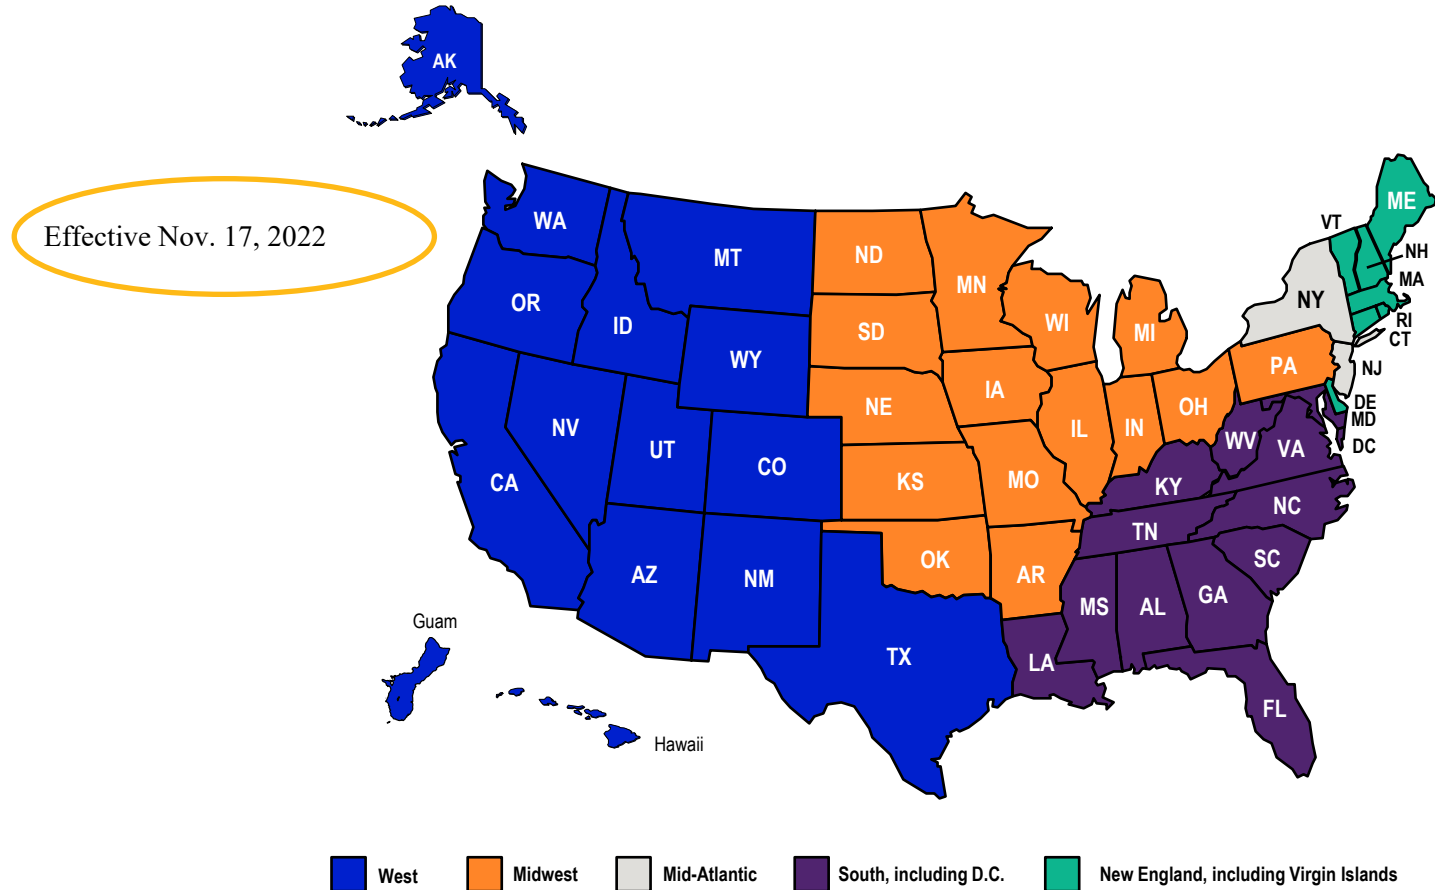 AK
Effective Nov. 17, 2022
WA
MT
ND
MN
VT
ME
NH
MA
OR
ID
WY
SD
WI
MI
NY
RI
CT
PA
NJ
NE
IA
NV
UT
CO
IL
IN
OH
DE
MD
DC
CA
KS
MO
WV
VA
KY
AZ
NM
OK
AR
TN
NC
SC
MS
AL
GA
Guam
TX
LA
FL
Hawaii
West
Midwest
Mid-Atlantic
South, including D.C.
New England, including Virgin Islands